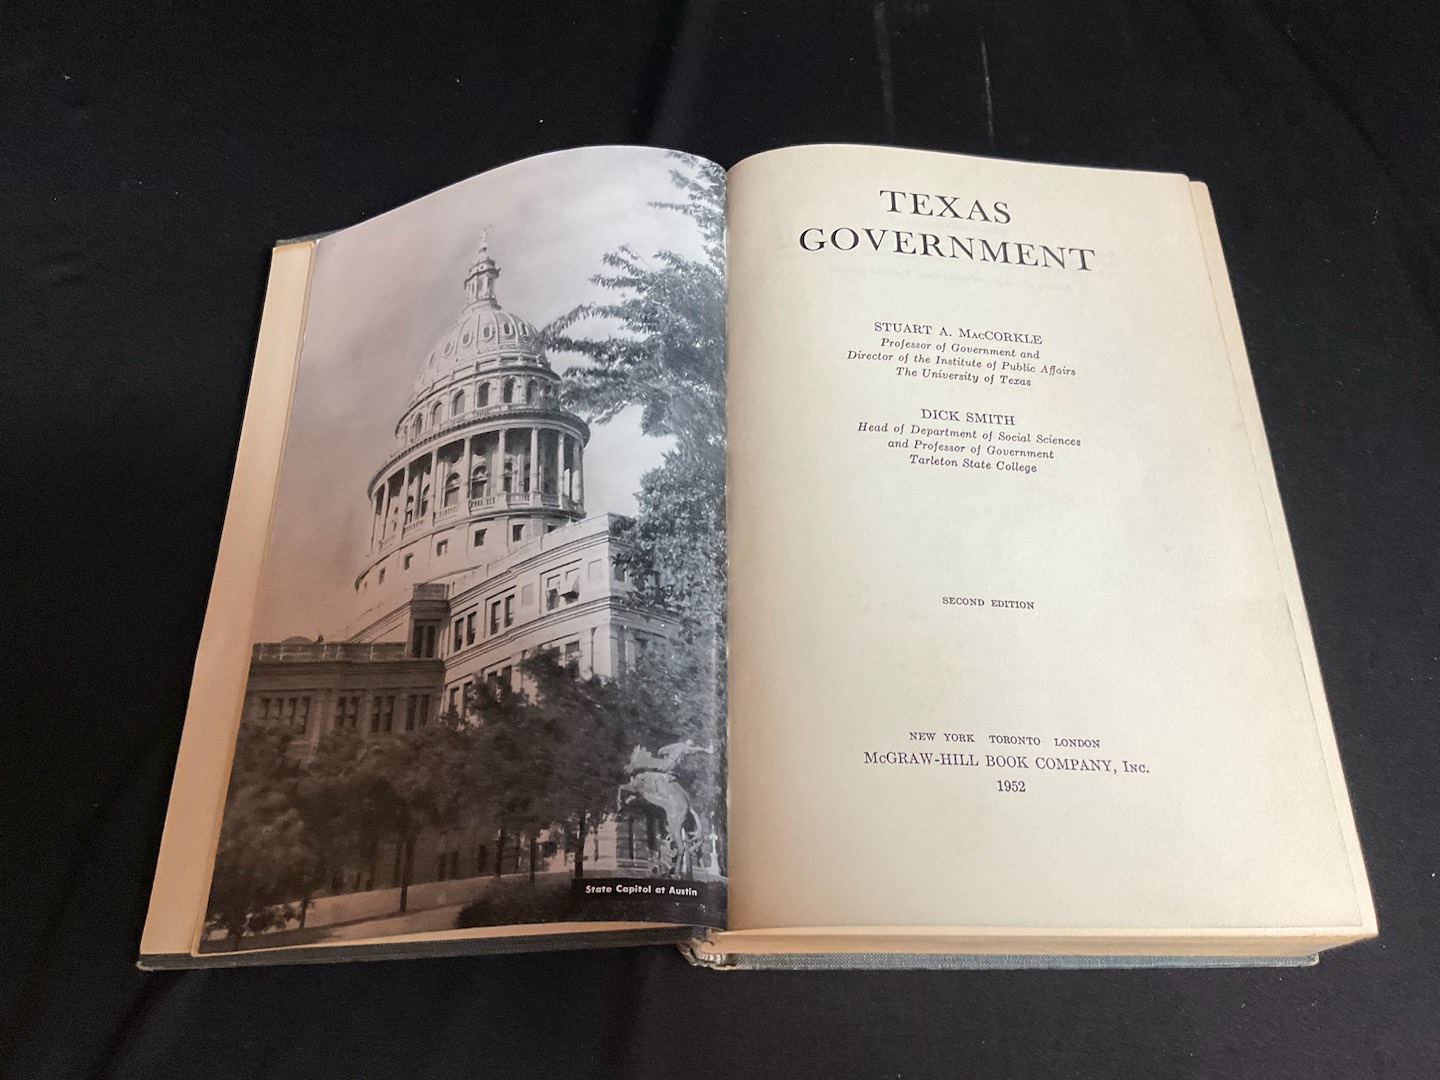 State Capitol at Austin
TEXAS
GOVERNMENT
STUART A. MacCORKLE
Professor of Government and
Director of the Institute of Public Affairs
The University of Texas
DICK SMITH
Head of Department of Social Sciences
and Professor of Government
Tarleton State College
SECOND EDITION
NEW YORK TORONTO LONDON
McGRAW-HILL BOOK COMPANY, Inc.
1952